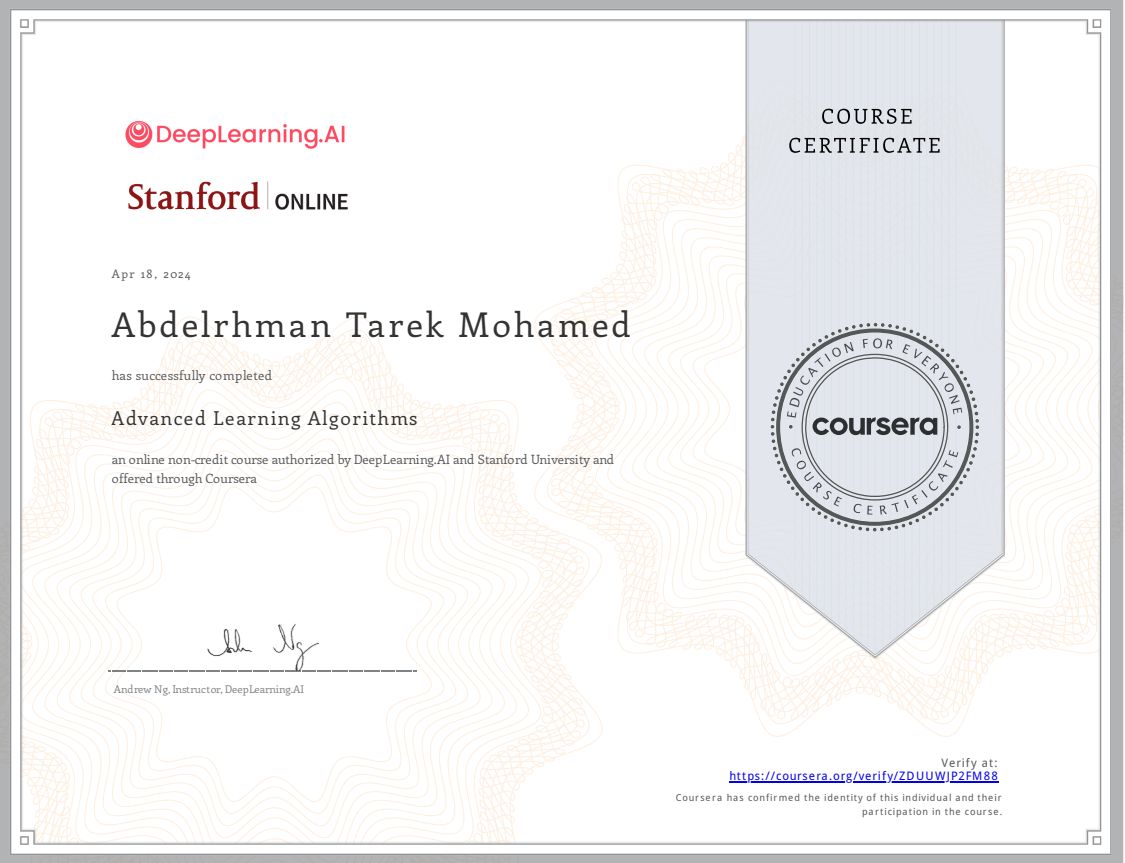 DeepLearning.AI
Stanford ONLINE
COURSE
CERTIFICATE
Apr 18, 2024
Abdelrhman Tarek Mohamed
has successfully completed
Advanced Learning Algorithms
an online non-credit course authorized by DeepLearning.AI and Stanford University and
offered through Coursera
EDUCATION FOR EVERYONE
coursera
COURSE CERTIFICATE
Andrew Ng
Andrew Ng, Instructor, DeepLearning.AI
Verify at:
https://coursera.org/verify/ZDUUWJP2FM88
Coursera has confirmed the identity of this individual and their
participation in the course.